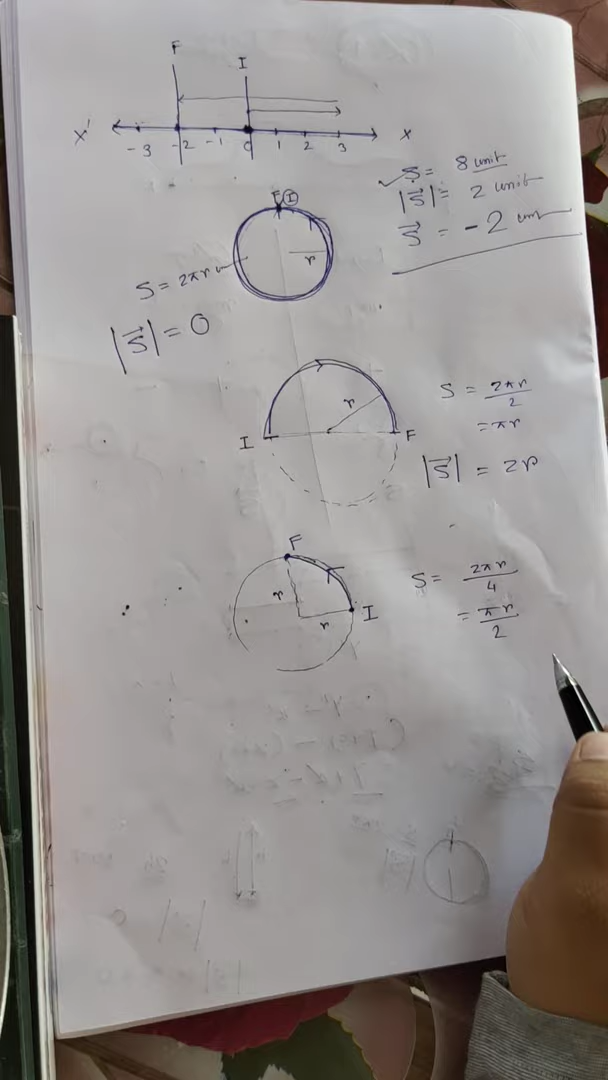 F
I
X' -3 -2 -1 0 1 2 3 X
S = 8 unit
|S⃗| = 2 unit
S⃗ = -2 unit
F I
r
S = 2πr
|S⃗| = 0
r
I F
S = 2πr/2
= πr
|S⃗| = 2r
F
r
r I
S = 2πr/4
= πr/2